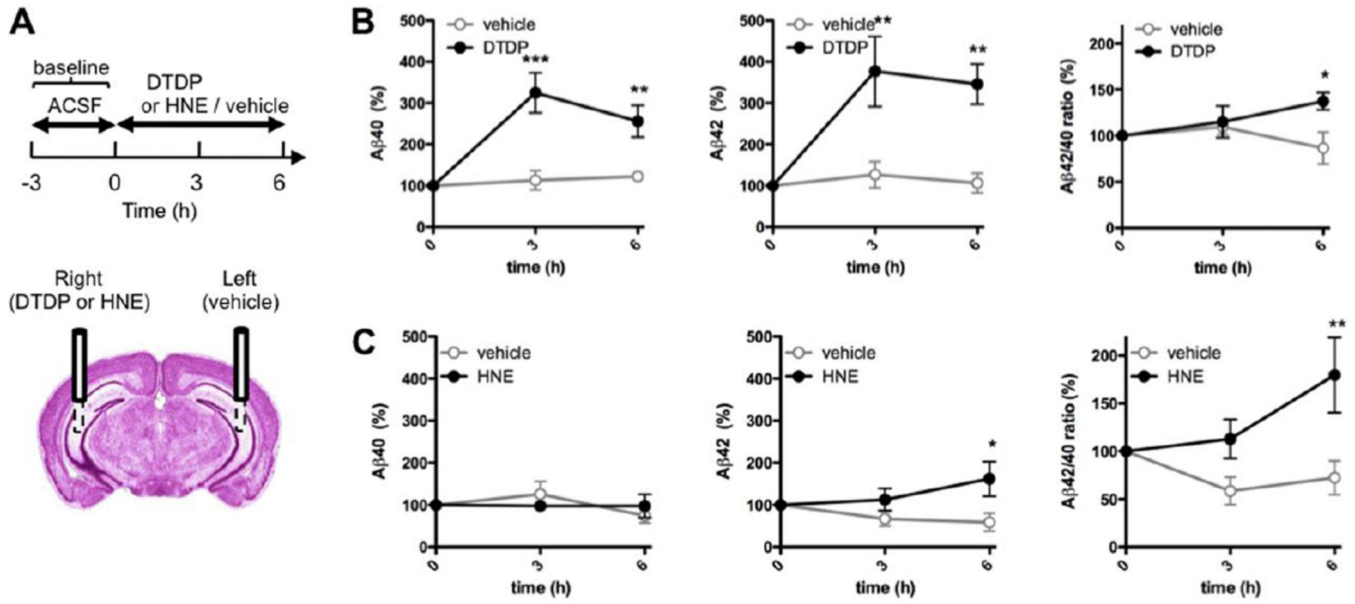 A
baseline
ACSF
DTDP
or HNE / vehicle
-3
0
3
6
Time (h)
Right
(DTDP or HNE)
Left
(vehicle)
B
vehicle
DTDP
***
**
500
400
300
200
100
0
Aβ40 (%)
0
3
6
time (h)
vehicle
DTDP
**
**
500
400
300
200
100
0
Aβ42 (%)
0
3
6
time (h)
vehicle
DTDP
*
200
150
100
50
0
Aβ42/40 ratio (%)
0
3
6
time (h)
C
vehicle
HNE
500
400
300
200
100
0
Aβ40 (%)
0
3
6
time (h)
vehicle
HNE
*
500
400
300
200
100
0
Aβ42 (%)
0
3
6
time (h)
vehicle
HNE
**
200
150
100
50
0
Aβ42/40 ratio (%)
0
3
6
time (h)